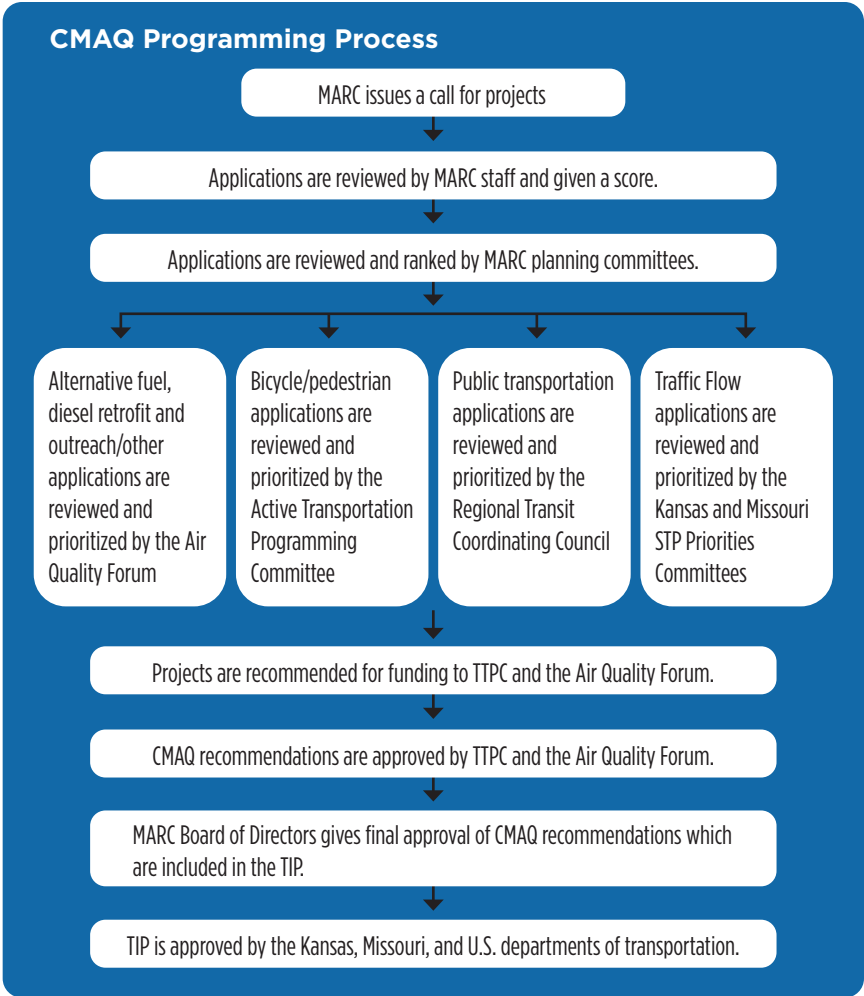 CMAQ Programming Process
MARC issues a call for projects
Applications are reviewed by MARC staff and given a score.
Applications are reviewed and ranked by MARC planning committees.
Alternative fuel,
diesel retrofit and
outreach/other
applications are
reviewed and
prioritized by the Air
Quality Forum
Bicycle/pedestrian
applications are
reviewed and
prioritized by the
Active Transportation
Programming
Committee
Public transportation
applications are
reviewed and
prioritized by the
Regional Transit
Coordinating Council
Traffic Flow
applications are
reviewed and
prioritized by the
Kansas and Missouri
STP Priorities
Committees
Projects are recommended for funding to TTPC and the Air Quality Forum.
CMAQ recommendations are approved by TTPC and the Air Quality Forum.
MARC Board of Directors gives final approval of CMAQ recommendations which
are included in the TIP.
TIP is approved by the Kansas, Missouri, and U.S. departments of transportation.